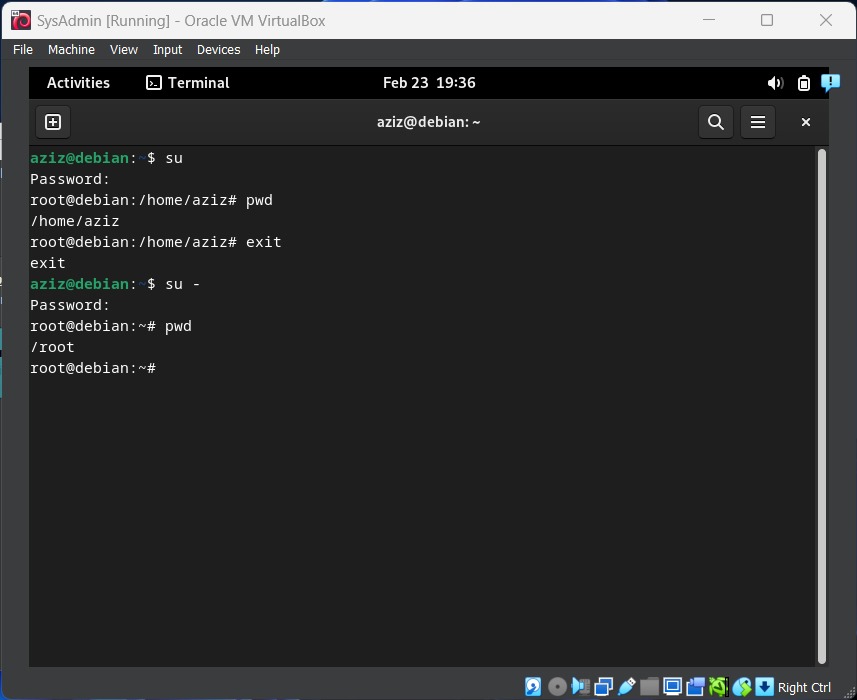 SysAdmin [Running] - Oracle VM VirtualBox
File Machine View Input Devices Help
Activities Terminal Feb 23 19:36
aziz@debian: ~
aziz@debian:~$ su
Password:
root@debian:/home/aziz# pwd
/home/aziz
root@debian:/home/aziz# exit
exit
aziz@debian:~$ su -
Password:
root@debian:~# pwd
/root
root@debian:~#
Right Ctrl